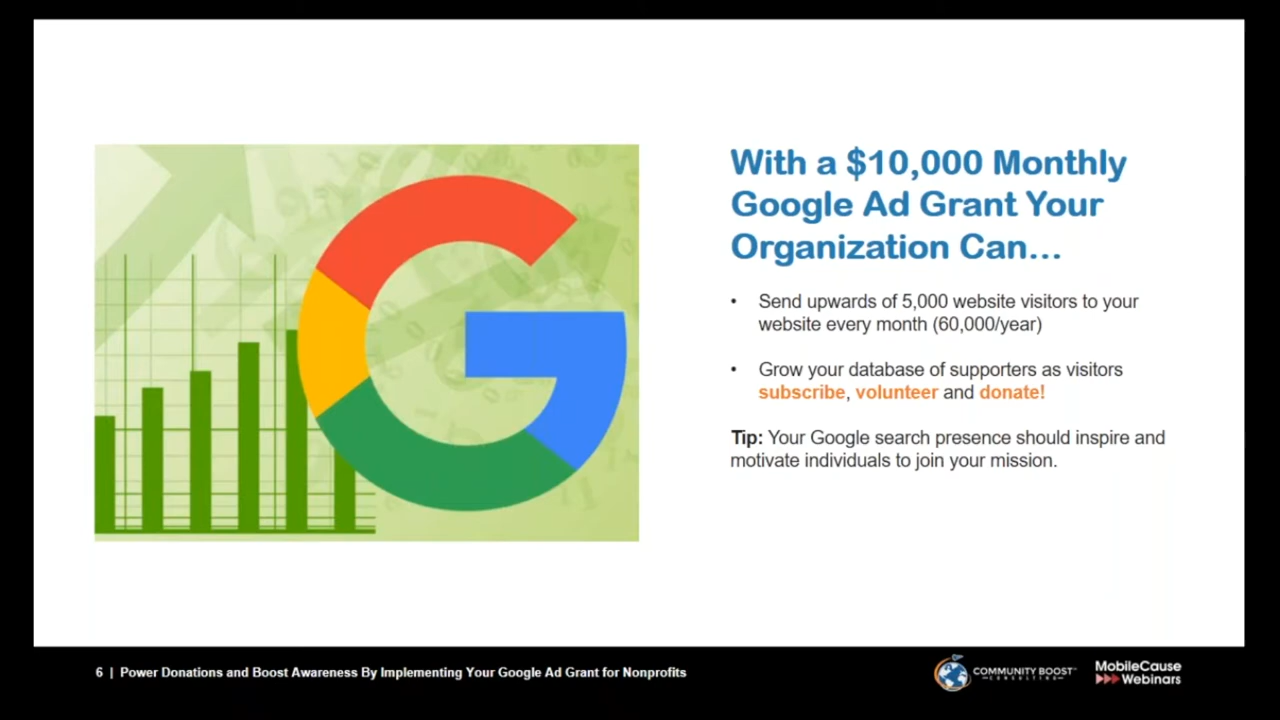 With a $10,000 Monthly
Google Ad Grant Your
Organization Can…
• Send upwards of 5,000 website visitors to your
website every month (60,000/year)
• Grow your database of supporters as visitors
subscribe, volunteer and donate!
Tip: Your Google search presence should inspire and
motivate individuals to join your mission.
6 | Power Donations and Boost Awareness By Implementing Your Google Ad Grant for Nonprofits
COMMUNITY BOOST
CONSULTING
MobileCause
Webinars